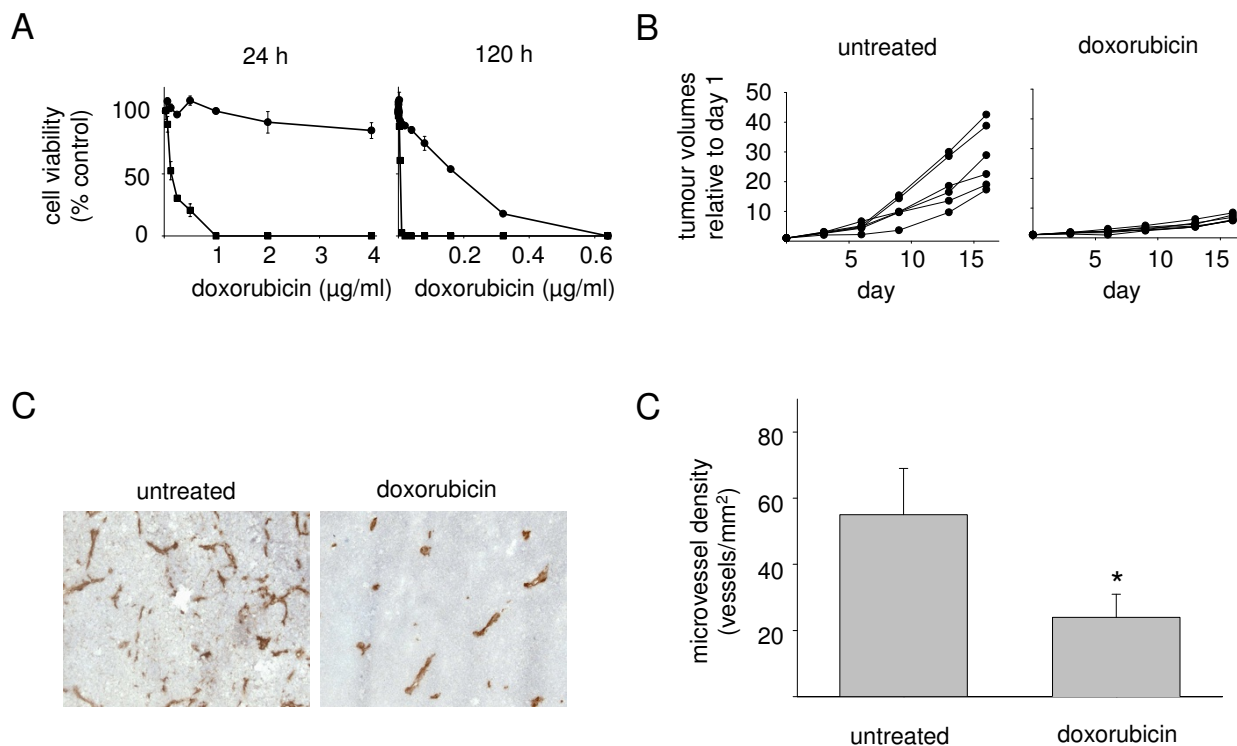 A
24 h
120 h
cell viability
(% control)
100
50
0
1
2
3
4
0.2
0.4
0.6
doxorubicin (µg/ml)
doxorubicin (µg/ml)
B
untreated
doxorubicin
tumour volumes
relative to day 1
50
40
30
20
10
5
10
15
5
10
15
day
day
C
untreated
doxorubicin
C
microvessel density
(vessels/mm²)
80
60
40
20
*
untreated
doxorubicin